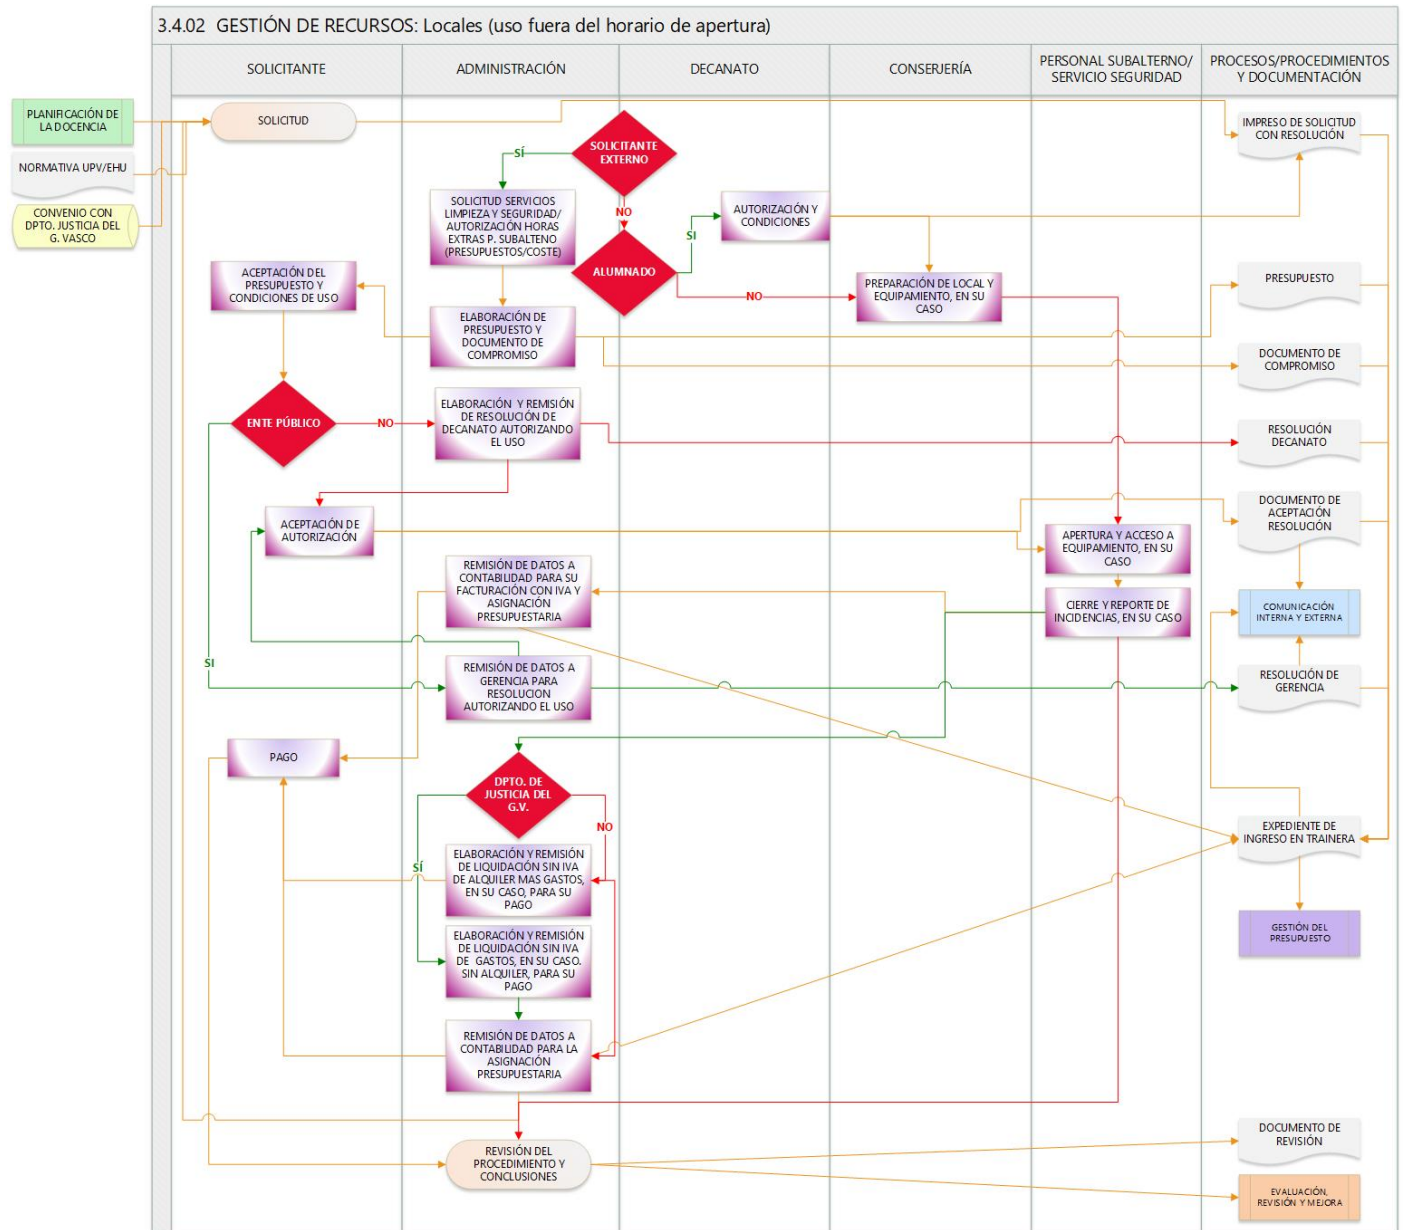 3.4.02 GESTIÓN DE RECURSOS: Locales (uso fuera del horario de apertura)
SOLICITANTE
ADMINISTRACIÓN
DECANATO
CONSERJERÍA
PERSONAL SUBALTERNO/
SERVICIO SEGURIDAD
PROCESOS/PROCEDIMIENTOS
Y DOCUMENTACIÓN
PLANIFICACIÓN DE
LA DOCENCIA
NORMATIVA UPV/EHU
CONVENIO CON
DPTO. JUSTICIA DEL
G. VASCO
SOLICITUD
SOLICITANTE
EXTERNO
SÍ
NO
IMPRESO DE SOLICITUD
CON RESOLUCIÓN
SOLICITUD SERVICIOS
LIMPIEZA Y SEGURIDAD/
AUTORIZACIÓN HORAS
EXTRAS P. SUBALTENO
(PRESUPUESTOS/COSTE)
AUTORIZACIÓN Y
CONDICIONES
ALUMNADO
SI
NO
ACEPTACIÓN DEL
PRESUPUESTO Y
CONDICIONES DE USO
PREPARACIÓN DE LOCAL Y
EQUIPAMIENTO, EN SU
CASO
PRESUPUESTO
ELABORACIÓN DE
PRESUPUESTO Y
DOCUMENTO DE
COMPROMISO
DOCUMENTO DE
COMPROMISO
ENTE PÚBLICO
NO
SI
ELABORACIÓN Y REMISIÓN
DE RESOLUCIÓN DE
DECANATO AUTORIZANDO
EL USO
RESOLUCIÓN
DECANATO
ACEPTACIÓN DE
AUTORIZACIÓN
DOCUMENTO DE
ACEPTACIÓN
RESOLUCIÓN
APERTURA Y ACCESO A
EQUIPAMIENTO, EN SU
CASO
REMISIÓN DE DATOS A
CONTABILIDAD PARA SU
FACTURACIÓN CON IVA Y
ASIGNACIÓN
PRESUPUESTARIA
CIERRE Y REPORTE DE
INCIDENCIAS, EN SU CASO
COMUNICACIÓN
INTERNA Y EXTERNA
REMISIÓN DE DATOS A
GERENCIA PARA
RESOLUCION
AUTORIZANDO EL USO
RESOLUCIÓN DE
GERENCIA
PAGO
DPTO. DE
JUSTICIA DEL
G.V.
NO
SÍ
EXPEDIENTE DE
INGRESO EN TRAINERA
ELABORACIÓN Y REMISIÓN
DE LIQUIDACIÓN SIN IVA
DE ALQUILER MAS GASTOS,
EN SU CASO, PARA SU
PAGO
GESTIÓN DEL
PRESUPUESTO
ELABORACIÓN Y REMISIÓN
DE LIQUIDACIÓN SIN IVA
DE GASTOS, EN SU CASO.
SIN ALQUILER, PARA SU
PAGO
REMISIÓN DE DATOS A
CONTABILIDAD PARA LA
ASIGNACIÓN
PRESUPUESTARIA
REVISIÓN DEL
PROCEDIMIENTO Y
CONCLUSIONES
DOCUMENTO DE
REVISIÓN
EVALUACIÓN,
REVISIÓN Y MEJORA